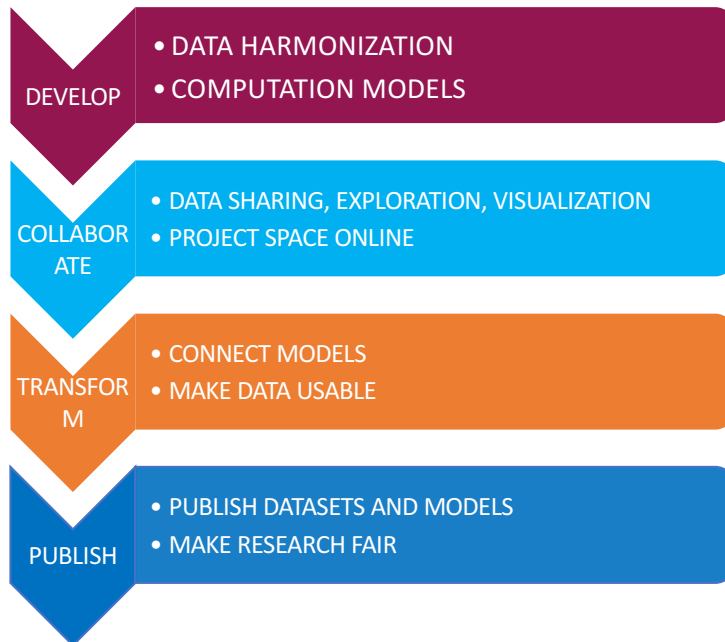 DEVELOP
• DATA HARMONIZATION
• COMPUTATION MODELS
COLLABOR
ATE
• DATA SHARING, EXPLORATION, VISUALIZATION
• PROJECT SPACE ONLINE
TRANSFOR
M
• CONNECT MODELS
• MAKE DATA USABLE
PUBLISH
• PUBLISH DATASETS AND MODELS
• MAKE RESEARCH FAIR